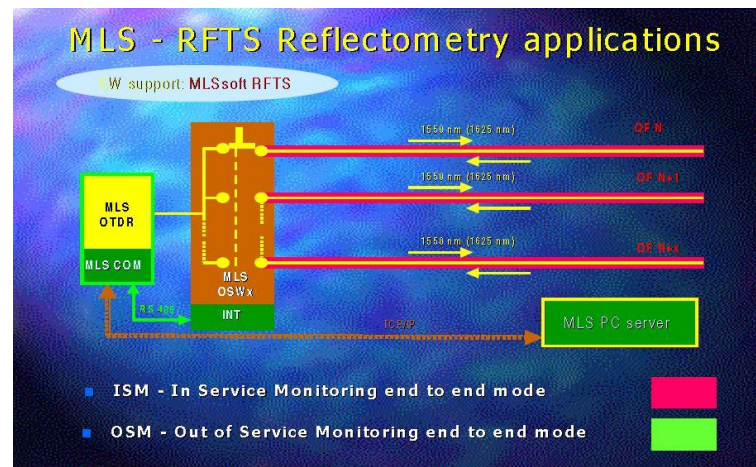 MLS - RFTS Reflectometry applications
SW support: MLSsoft RFTS
1550 nm (1625 nm)
OF N
1550 nm (1625 nm)
OF N+1
MLS
OTDR
1550 nm (1625 nm)
OF N+x
MLS COM
MLS
OSWx
RS 485
INT
TCP/IP
MLS PC server
ISM - In Service Monitoring end to end mode
OSM - Out of Service Monitoring end to end mode